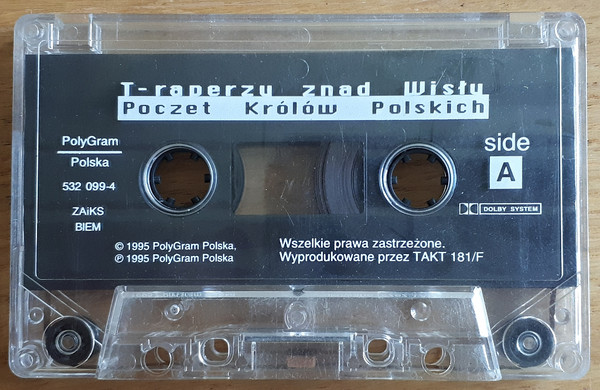 T-raperzy znad Wisły
Poczet Królów Polskich
PolyGram
Polska
532 099-4
ZAiKS
BIEM
side
A
DOLBY SYSTEM
© 1995 PolyGram Polska,
℗ 1995 PolyGram Polska
Wszelkie prawa zastrzeżone.
Wyprodukowane przez TAKT 181/F